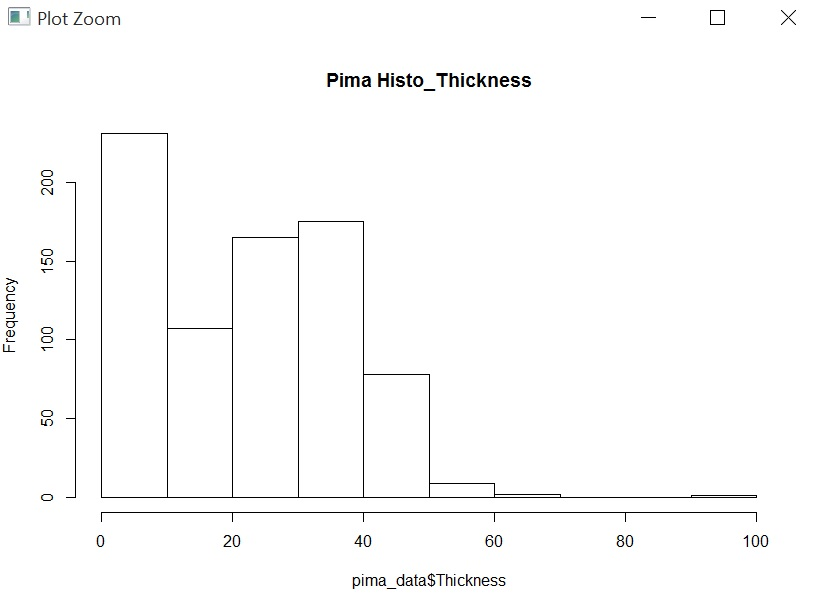 Plot Zoom
Pima Histo_Thickness
Frequency
200
150
100
50
0
0 20 40 60 80 100
pima_data$Thickness